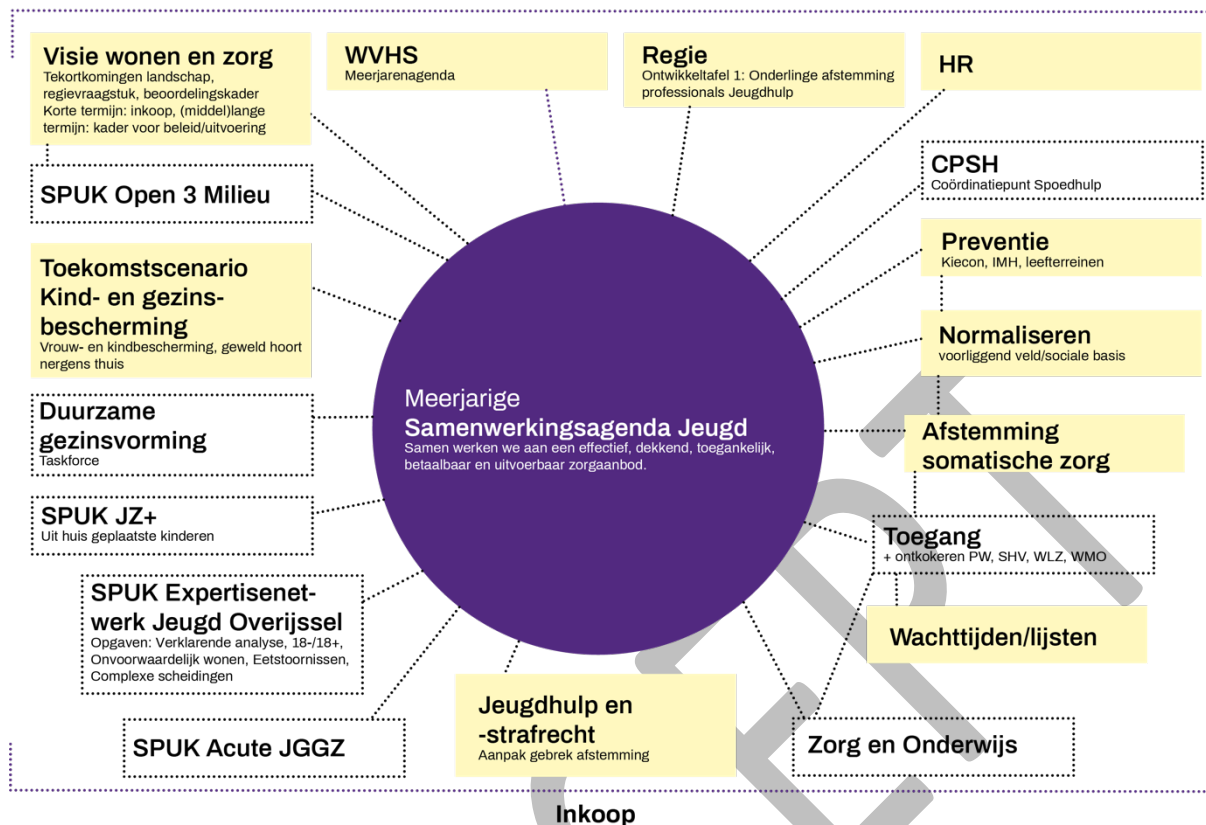 Visie wonen en zorg
Tekortkomingen landschap,
regievraagstuk, beoordelingskader
Korte termijn: inkoop, (middel)lange
termijn: kader voor beleid/uitvoering
WVHS
Meerjarenagenda
Regie
Ontwikkeltafel 1: Onderlinge afstemming
professionals Jeugdhulp
HR
SPUK Open 3 Milieu
CPSH
Coördinatiepunt Spoedhulp
Toekomstscenario
Kind- en gezins-
bescherming
Vrouw- en kindbescherming, geweld hoort
nergens thuis
Preventie
Kiecon, IMH, leefterreinen
Normaliseren
voorliggend veld/sociale basis
Duurzame
gezinsvorming
Taskforce
Meerjarige
Samenwerkingsagenda Jeugd
Samen werken we aan een effectief, dekkend, toegankelijk,
betaalbaar en uitvoerbaar zorgaanbod.
Afstemming
somatische zorg
SPUK JZ+
Uit huis geplaatste kinderen
Toegang
+ ontkokeren PW, SHV, WLZ, WMO
SPUK Expertisenet-
werk Jeugd Overijssel
Opgaven: Verklarende analyse, 18-/18+,
Onvoorwaardelijk wonen, Eetstoornissen,
Complexe scheidingen
Wachttijden/lijsten
SPUK Acute JGGZ
Jeugdhulp en
-strafrecht
Aanpak gebrek afstemming
Zorg en Onderwijs
Inkoop